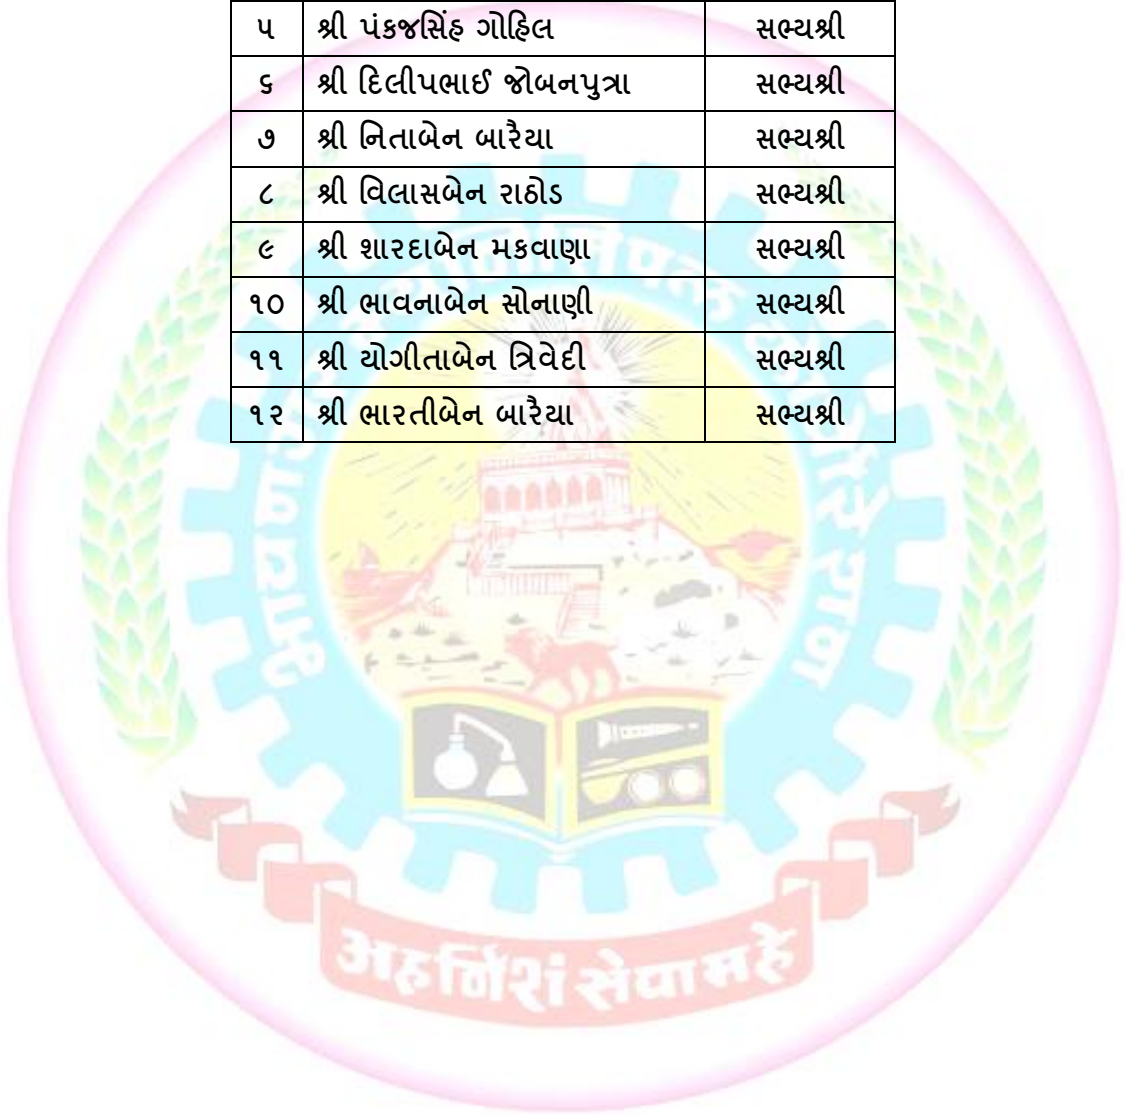 ૫ શ્રી પંકજસિંહ ગોહિલ સભ્યશ્રી
૬ શ્રી દિલીપભાઈ જોબનપુત્રા સભ્યશ્રી
૭ શ્રી નિતાબેન બારૈયા સભ્યશ્રી
૮ શ્રી વિલાસબેન રાઠોડ સભ્યશ્રી
૯ શ્રી શારદાબેન મકવાણા સભ્યશ્રી
૧૦ શ્રી ભાવનાબેન સોનાણી સભ્યશ્રી
૧૧ શ્રી યોગીતાબેન ત્રિવેદી સભ્યશ્રી
૧૨ શ્રી ભારતીબેન બારૈયા સભ્યશ્રી
अहर्निशं सेवामहे